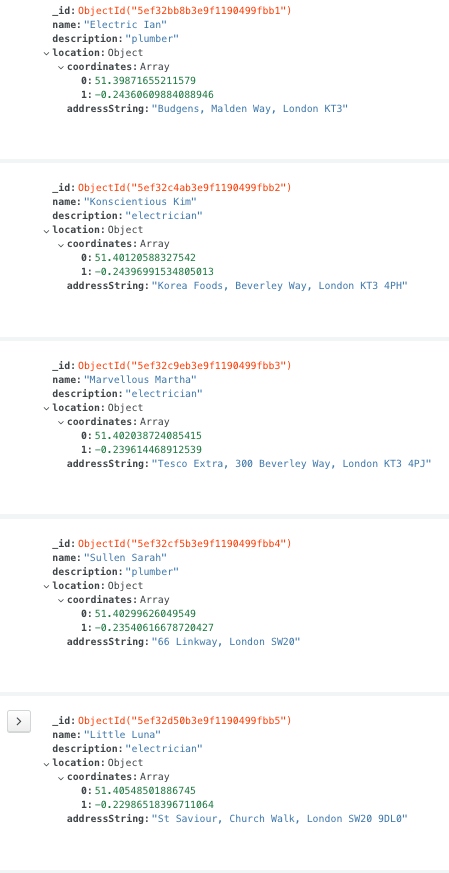 _id: ObjectId("5ef32bb8b3e9f1190499fbb1")
name: "Electric Ian"
description: "plumber"
location: Object
coordinates: Array
0: 51.39871655211579
1: -0.24360609884088946
addressString: "Budgens, Malden Way, London KT3"
_id: ObjectId("5ef32c4ab3e9f1190499fbb2")
name: "Konscientious Kim"
description: "electrician"
location: Object
coordinates: Array
0: 51.40120588327542
1: -0.24396991534805013
addressString: "Korea Foods, Beverley Way, London KT3 4PH"
_id: ObjectId("5ef32c9eb3e9f1190499fbb3")
name: "Marvellous Martha"
description: "electrician"
location: Object
coordinates: Array
0: 51.402038724085415
1: -0.239614468912539
addressString: "Tesco Extra, 300 Beverley Way, London KT3 4PJ"
_id: ObjectId("5ef32cf5b3e9f1190499fbb4")
name: "Sullen Sarah"
description: "plumber"
location: Object
coordinates: Array
0: 51.40299626049549
1: -0.23540616678720427
addressString: "66 Linkway, London SW20"
_id: ObjectId("5ef32d50b3e9f1190499fbb5")
name: "Little Luna"
description: "electrician"
location: Object
coordinates: Array
0: 51.40548501886745
1: -0.22986518396711064
addressString: "St Saviour, Church Walk, London SW20 9DL0"